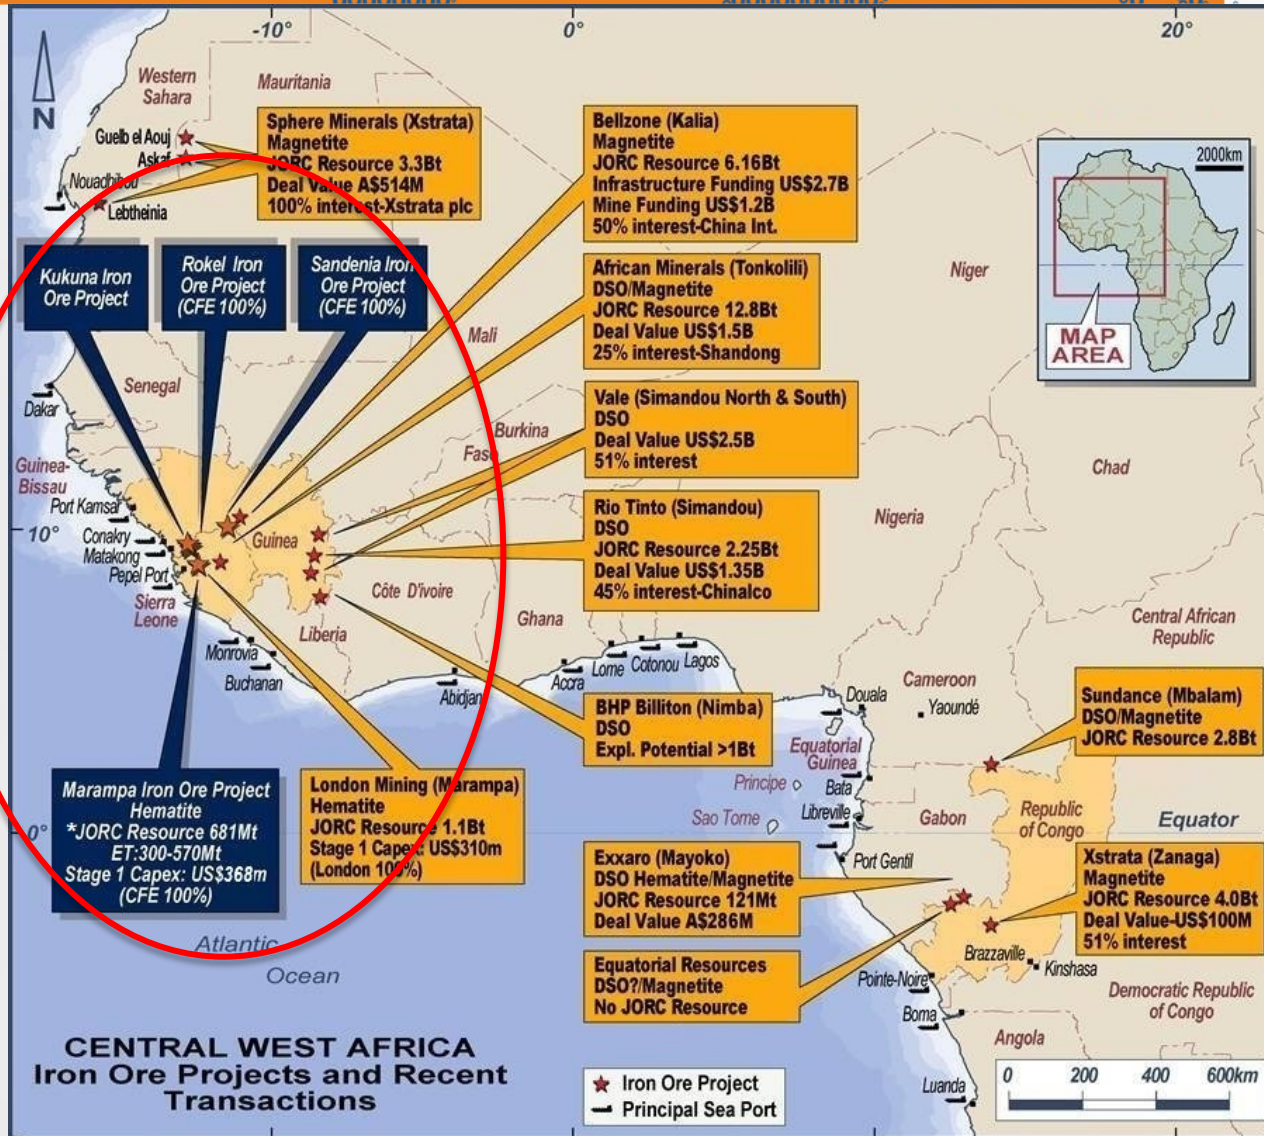 -10°
0°
20°
N
Western
Sahara
Mauritania
Guelb el Aouj
Askaf
Nouadhibou
Lebtheinia
Sphere Minerals (Xstrata)
Magnetite
JORC Resource 3.3Bt
Deal Value A$514M
100% interest-Xstrata plc
Bellzone (Kalia)
Magnetite
JORC Resource 6.16Bt
Infrastructure Funding US$2.7B
Mine Funding US$1.2B
50% interest-China Int.
2000km
MAP
AREA
Kukuna Iron
Ore Project
Rokel Iron
Ore Project
(CFE 100%)
Sandenia Iron
Ore Project
(CFE 100%)
African Minerals (Tonkolili)
DSO/Magnetite
JORC Resource 12.8Bt
Deal Value US$1.5B
25% interest-Shandong
Niger
Mali
Senegal
Dakar
Burkina
Faso
Vale (Simandou North & South)
DSO
Deal Value US$2.5B
51% interest
Chad
Guinea-
Bissau
Port Kamsar
10°
Conakry
Matakong
Pepel Port
Guinea
Sierra
Leone
Rio Tinto (Simandou)
DSO
JORC Resource 2.25Bt
Deal Value US$1.35B
45% interest-Chinalco
Nigeria
Côte D'ivoire
Ghana
Liberia
Central African
Republic
Monrovia
Buchanan
Abidjan
Accra
Lome
Cotonou
Lagos
BHP Billiton (Nimba)
DSO
Expl. Potential >1Bt
Douala
Cameroon
Yaoundé
Sundance (Mbalam)
DSO/Magnetite
JORC Resource 2.8Bt
Equatorial
Guinea
Principe
Bata
Sao Tome
Libreville
Gabon
Republic
of Congo
Equator
0°
Port Gentil
Marampa Iron Ore Project
Hematite
*JORC Resource 681Mt
ET:300-570Mt
Stage 1 Capex: US$368m
(CFE 100%)
London Mining (Marampa)
Hematite
JORC Resource 1.1Bt
Stage 1 Capex: US$310m
(London 100%)
Exxaro (Mayoko)
DSO Hematite/Magnetite
JORC Resource 121Mt
Deal Value A$286M
Xstrata (Zanaga)
Magnetite
JORC Resource 4.0Bt
Deal Value-US$100M
51% interest
Atlantic
Ocean
Equatorial Resources
DSO?/Magnetite
No JORC Resource
Brazzaville
Kinshasa
Pointe-Noire
Boma
Democratic Republic
of Congo
Angola
Luanda
CENTRAL WEST AFRICA
Iron Ore Projects and Recent
Transactions
Iron Ore Project
Principal Sea Port
0 200 400 600km